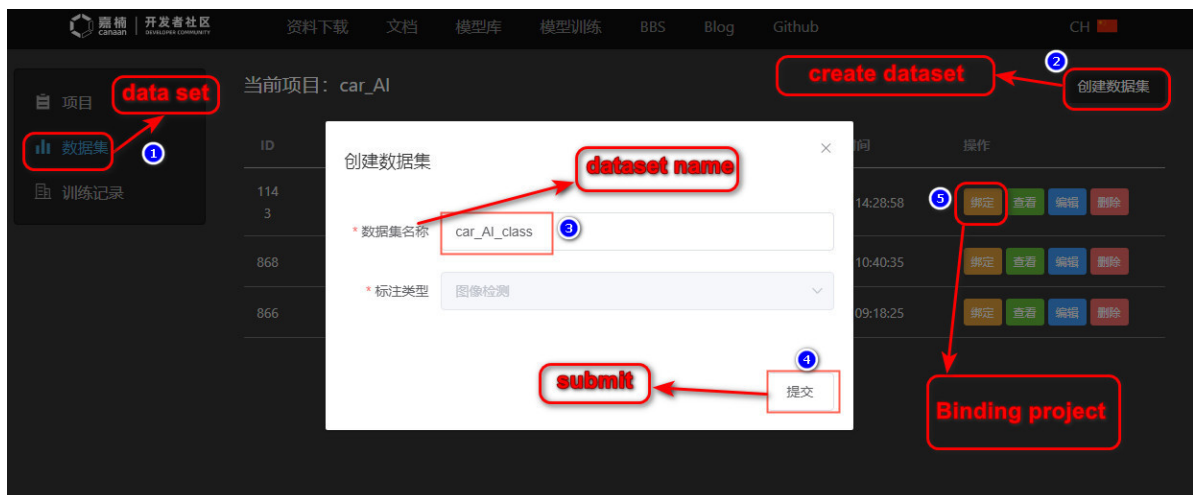 嘉楠 canaan 开发者社区 DEVELOPER COMMUNITY
资料下载 文档 模型库 模型训练 BBS Blog Github CH
项目
data set
数据集
1
训练记录
当前项目：car_AI
create dataset
2
创建数据集
ID 操作
114
3
14:28:58
5
绑定 查看 编辑 删除
868
10:40:35
绑定 查看 编辑 删除
866
09:18:25
绑定 查看 编辑 删除
创建数据集 ×
dataset name
* 数据集名称 car_AI_class
3
* 标注类型 图像检测
4
submit
提交
Binding project